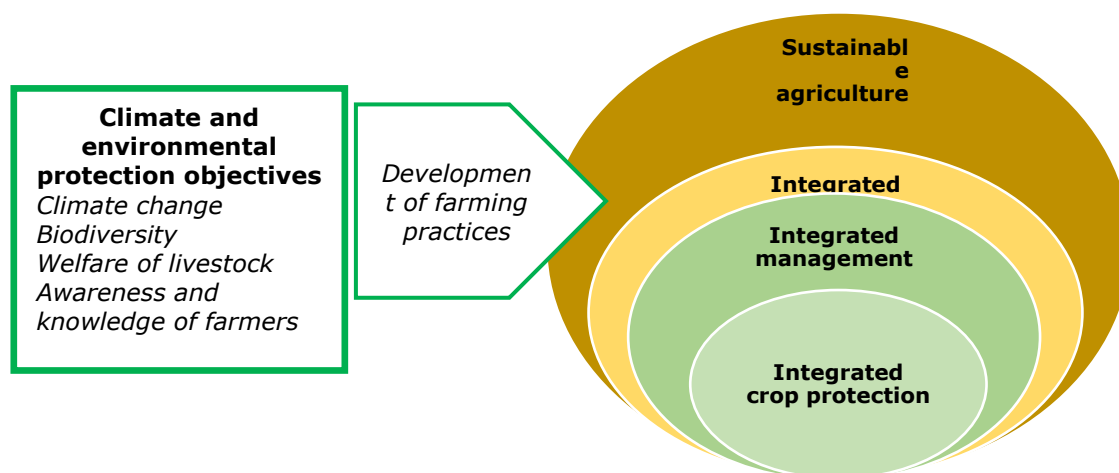 Climate and
environmental
protection objectives
Climate change
Biodiversity
Welfare of livestock
Awareness and
knowledge of farmers
Developmen
t of farming
practices
Sustainabl
e
agriculture
Integrated
Integrated
management
Integrated
crop protection